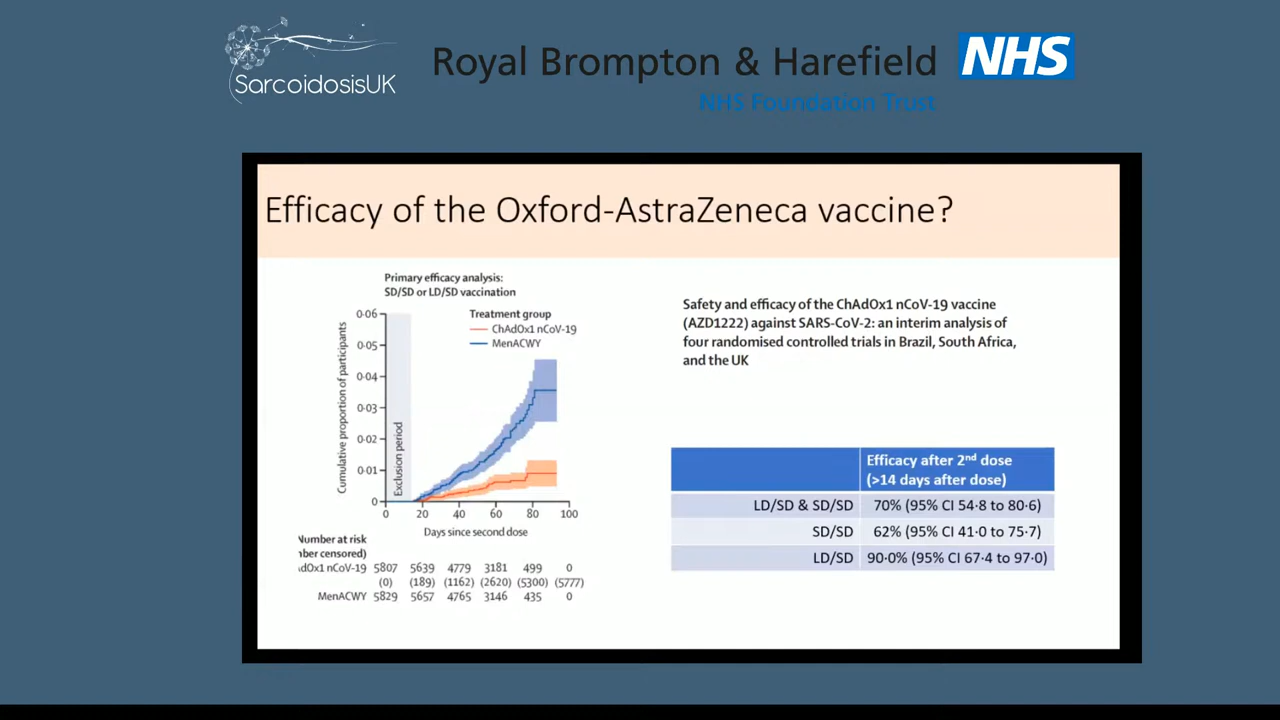 SarcoidosisUK
Royal Brompton & Harefield NHS
NHS Foundation Trust
Efficacy of the Oxford-AstraZeneca vaccine?
Primary efficacy analysis:
SD/SD or LD/SD vaccination
Treatment group
ChAdOx1 nCoV-19
MenACWY
Cumulative proportion of participants
0·06
0·05
0·04
0·03
0·02
0·01
0
Exclusion period
0 20 40 60 80 100
Days since second dose
Number at risk
nber censored)
AdOx1 nCoV-19 5807 5639 4779 3181 499 0
(0) (189) (1162) (2620) (5300) (5777)
MenACWY 5829 5657 4765 3146 435 0
Safety and efficacy of the ChAdOx1 nCoV-19 vaccine
(AZD1222) against SARS-CoV-2: an interim analysis of
four randomised controlled trials in Brazil, South Africa,
and the UK
Efficacy after 2nd dose
(>14 days after dose)
LD/SD & SD/SD 70% (95% CI 54·8 to 80·6)
SD/SD 62% (95% CI 41·0 to 75·7)
LD/SD 90·0% (95% CI 67·4 to 97·0)